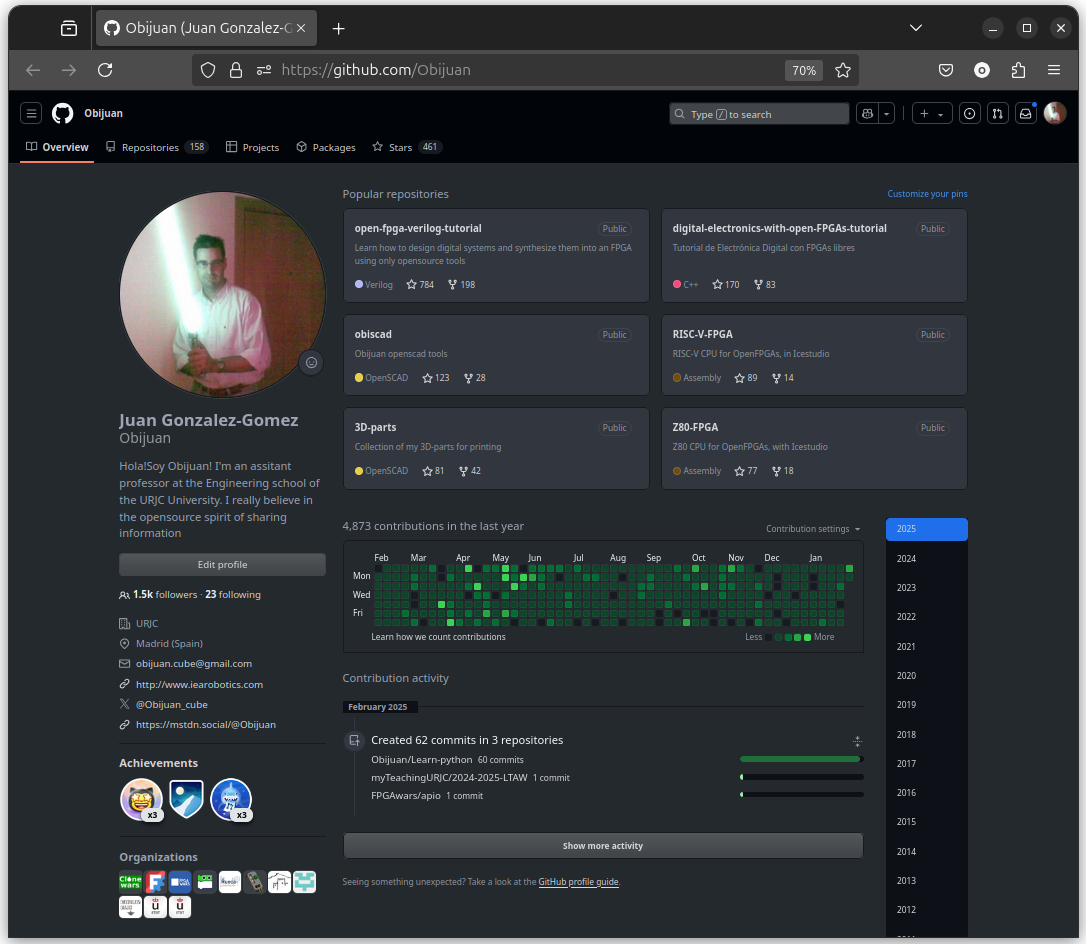 Obijuan (Juan Gonzalez-G
https://github.com/Obijuan
70%
Obijuan
Type / to search
Overview
Repositories 158
Projects
Packages
Stars 461
Popular repositories
Customize your pins
open-fpga-verilog-tutorial
Public
Learn how to design digital systems and synthesize them into an FPGA
using only opensource tools
Verilog 784 198
digital-electronics-with-open-FPGAs-tutorial
Public
Tutorial de Electrónica Digital con FPGAs libres
C++ 170 83
obiscad
Public
Obijuan openscad tools
OpenSCAD 123 28
RISC-V-FPGA
Public
RISC-V CPU for OpenFPGAs, in Icestudio
Assembly 89 14
3D-parts
Public
Collection of my 3D-parts for printing
OpenSCAD 81 42
Z80-FPGA
Public
Z80 CPU for OpenFPGAs, with Icestudio
Assembly 77 18
Juan Gonzalez-Gomez
Obijuan
Hola!Soy Obijuan! I'm an assitant
professor at the Engineering school of
the URJC University. I really believe in
the opensource spirit of sharing
information
Edit profile
1.5k followers · 23 following
URJC
Madrid (Spain)
obijuan.cube@gmail.com
http://www.iearobotics.com
@Obijuan_cube
https://mstdn.social/@Obijuan
Achievements
x3
x3
Organizations
Clone
wars
4,873 contributions in the last year
Contribution settings
Feb Mar Apr May Jun Jul Aug Sep Oct Nov Dec Jan
Mon
Wed
Fri
Learn how we count contributions
Less More
Contribution activity
February 2025
Created 62 commits in 3 repositories
Obijuan/Learn-python 60 commits
myTeachingURJC/2024-2025-LTAW 1 commit
FPGAwars/apio 1 commit
Show more activity
Seeing something unexpected? Take a look at the GitHub profile guide.
2025
2024
2023
2022
2021
2020
2019
2018
2017
2016
2015
2014
2013
2012